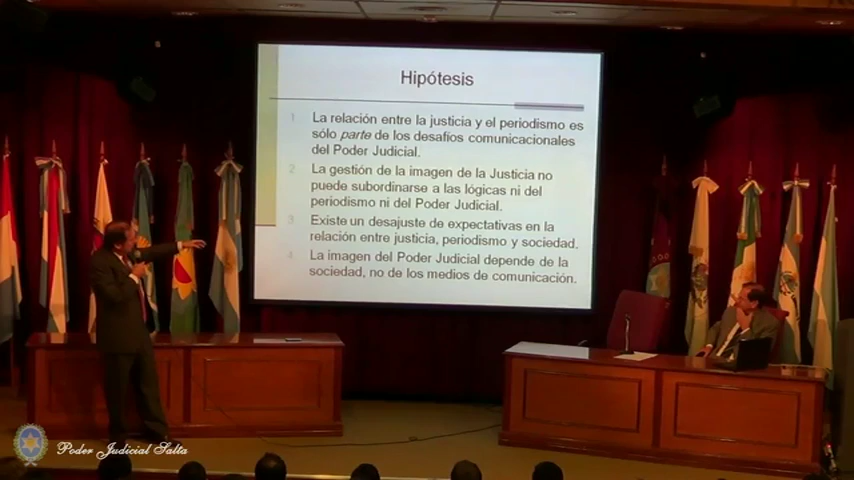 Hipótesis
1 La relación entre la justicia y el periodismo es
sólo parte de los desafíos comunicacionales
del Poder Judicial.
2 La gestión de la imagen de la Justicia no
puede subordinarse a las lógicas ni del
periodismo ni del Poder Judicial.
3 Existe un desajuste de expectativas en la
relación entre justicia, periodismo y sociedad.
4 La imagen del Poder Judicial depende de la
sociedad, no de los medios de comunicación.
Poder Judicial Salta